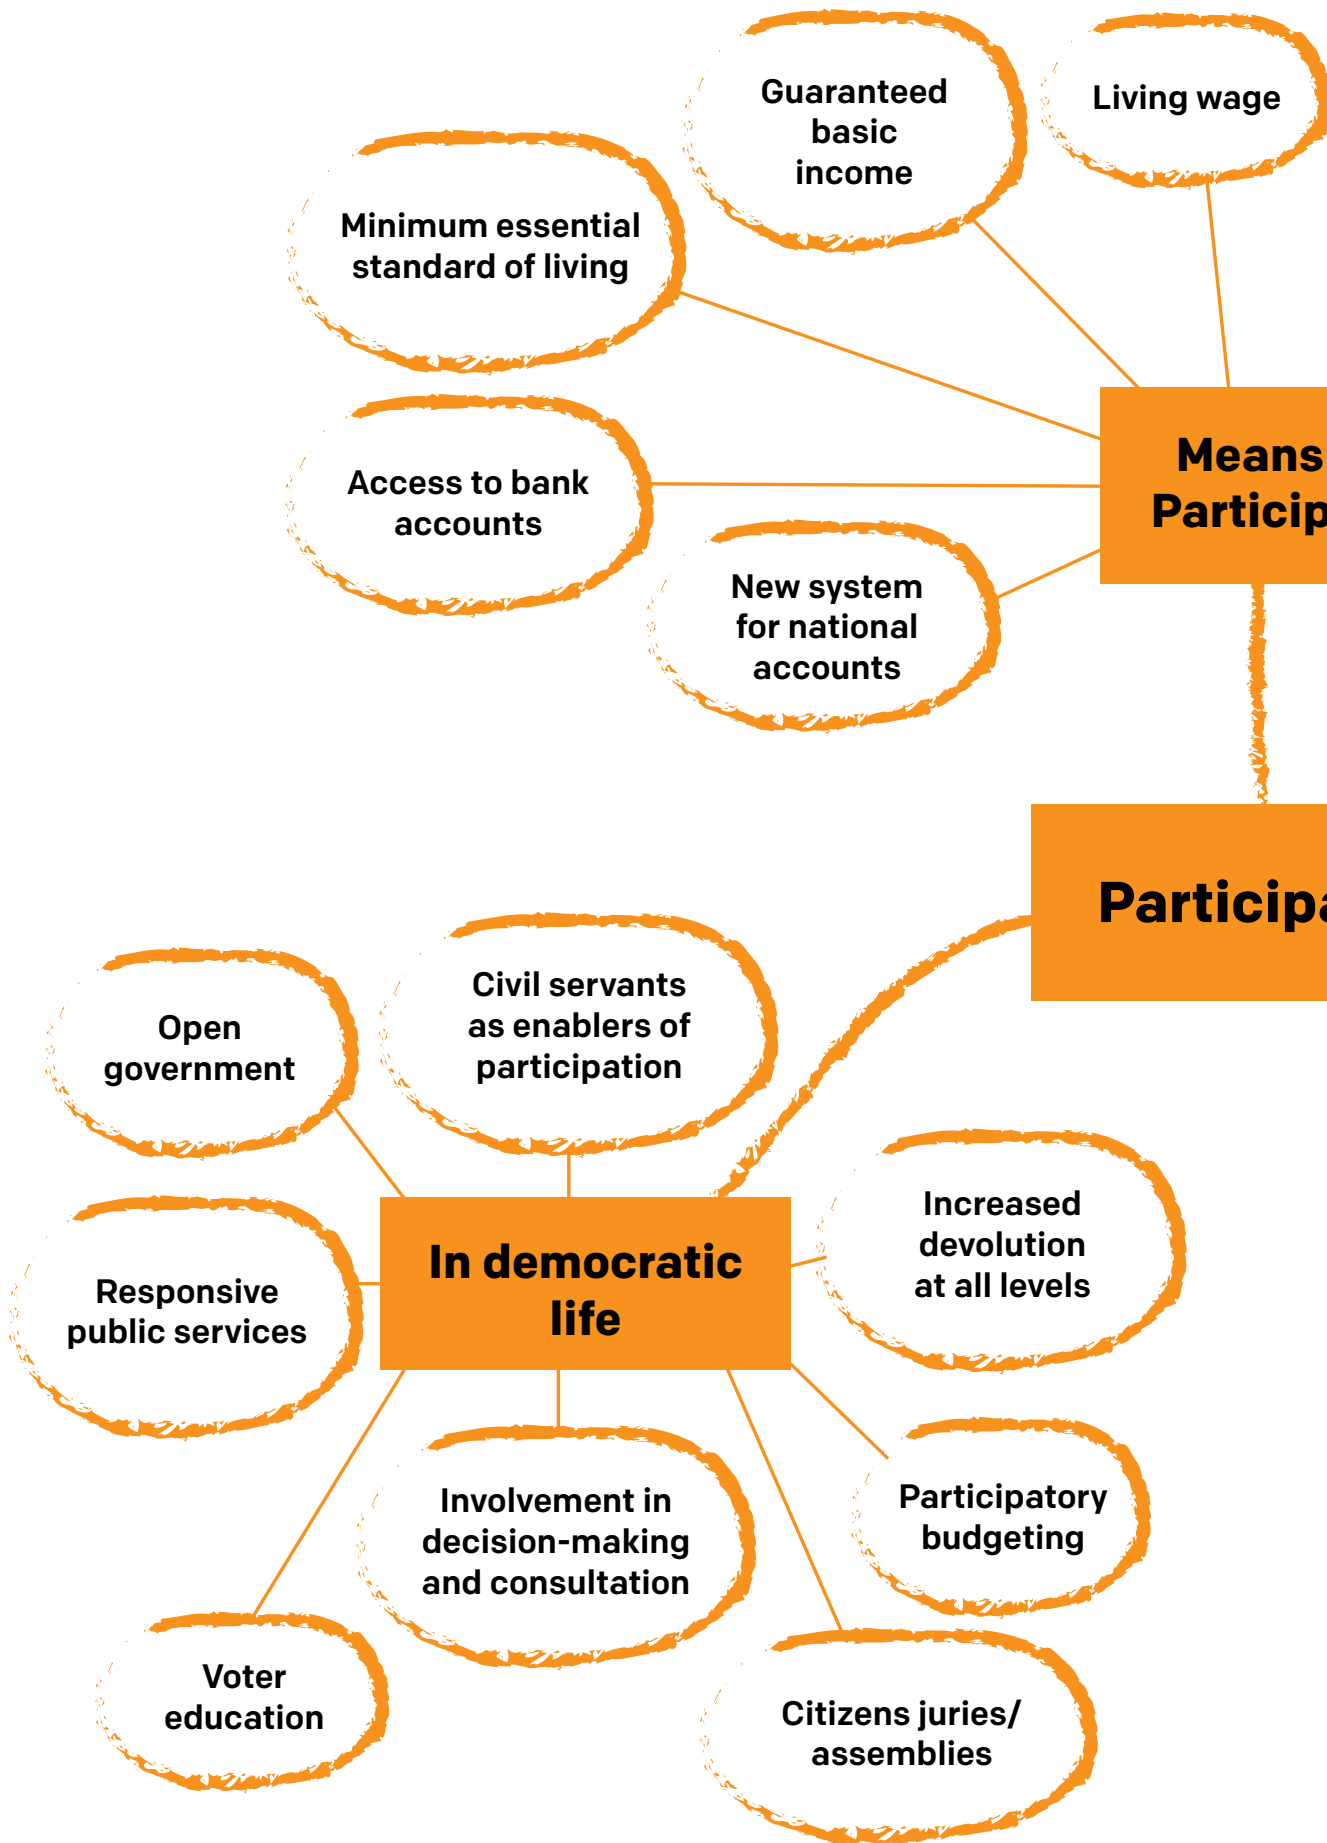 Guaranteed
basic
income
Living wage
Minimum essential
standard of living
Access to bank
accounts
New system
for national
accounts
Means
Particip
Particip
Open
government
Civil servants
as enablers of
participation
Increased
devolution
at all levels
Responsive
public services
In democratic
life
Involvement in
decision-making
and consultation
Participatory
budgeting
Voter
education
Citizens juries/
assemblies